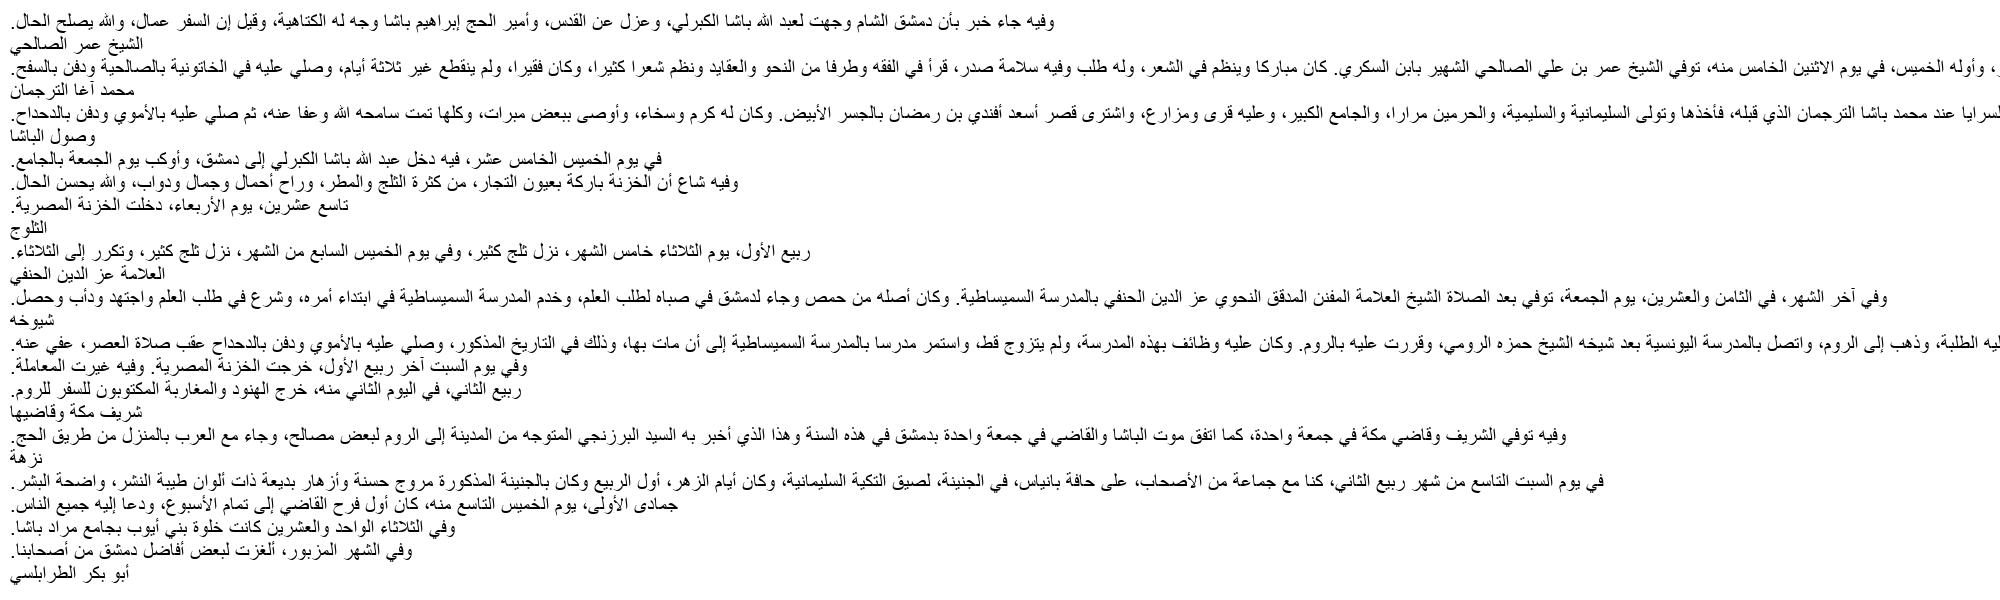 وفيه جاء خبر بأن دمشق الشام وجهت لعبد الله باشا الكبرلي، وعزل عن القدس، وأمير الحج إبراهيم باشا وجه له الكتاهية، وقيل إن السفر عمال، والله يصلح الحال.
الشيخ عمر الصالحي
، وأوله الخميس، في يوم الاثنين الخامس منه، توفي الشيخ عمر بن علي الصالحي الشهير بابن السكري. كان مباركا وينظم في الشعر، وله طلب وفيه سلامة صدر، قرأ في الفقه وطرفا من النحو والعقايد ونظم شعرا كثيرا، وكان فقيرا، ولم ينقطع غير ثلاثة أيام، وصلي عليه في الخاتونية بالصالحية ودفن بالسفح.
محمد آغا الترجمان
لسرايا عند محمد باشا الترجمان الذي قبله، فأخذها وتولى السليمانية والسليمية، والحرمين مرارا، والجامع الكبير، وعليه قرى ومزارع، واشترى قصر أسعد أفندي بن رمضان بالجسر الأبيض. وكان له كرم وسخاء، وأوصى ببعض مبرات، وكلها تمت سامحه الله وعفا عنه، ثم صلي عليه بالأموي ودفن بالدحداح.
وصول الباشا
في يوم الخميس الخامس عشر، فيه دخل عبد الله باشا الكبرلي إلى دمشق، وأوكب يوم الجمعة بالجامع.
وفيه شاع أن الخزنة باركة بعيون التجار، من كثرة الثلج والمطر، وراح أحمال وجمال ودواب، والله يحسن الحال.
تاسع عشرين، يوم الأربعاء، دخلت الخزنة المصرية.
الثلوج
ربيع الأول، يوم الثلاثاء خامس الشهر، نزل ثلج كثير، وفي يوم الخميس السابع من الشهر، نزل ثلج كثير، وتكرر إلى الثلاثاء.
العلامة عز الدين الحنفي
وفي آخر الشهر، في الثامن والعشرين، يوم الجمعة، توفي بعد الصلاة الشيخ العلامة المفنن المدقق النحوي عز الدين الحنفي بالمدرسة السميساطية. وكان أصله من حمص وجاء لدمشق في صباه لطلب العلم، وخدم المدرسة السميساطية في ابتداء أمره، وشرع في طلب العلم واجتهد ودأب وحصل.
شيوخه
ليه الطلبة، وذهب إلى الروم، واتصل بالمدرسة اليونسية بعد شيخه الشيخ حمزه الرومي، وقررت عليه بالروم. وكان عليه وظائف بهذه المدرسة، ولم يتزوج قط، واستمر مدرسا بالمدرسة السميساطية إلى أن مات بها، وذلك في التاريخ المذكور، وصلي عليه بالأموي ودفن بالدحداح عقب صلاة العصر، عفي عنه.
وفي يوم السبت آخر ربيع الأول، خرجت الخزنة المصرية. وفيه غيرت المعاملة.
ربيع الثاني، في اليوم الثاني منه، خرج الهنود والمغاربة المكتوبون للسفر للروم.
شريف مكة وقاضيها
وفيه توفي الشريف وقاضي مكة في جمعة واحدة، كما اتفق موت الباشا والقاضي في جمعة واحدة بدمشق في هذه السنة وهذا الذي أخبر به السيد البرزنجي المتوجه من المدينة إلى الروم لبعض مصالح، وجاء مع العرب بالمنزل من طريق الحج.
نزهة
في يوم السبت التاسع من شهر ربيع الثاني، كنا مع جماعة من الأصحاب، على حافة بانياس، في الجنينة، لصيق التكية السليمانية، وكان أيام الزهر، أول الربيع وكان بالجنينة المذكورة مروج حسنة وأزهار بديعة ذات ألوان طيبة النشر، واضحة البشر.
جمادى الأولى، يوم الخميس التاسع منه، كان أول فرح القاضي إلى تمام الأسبوع، ودعا إليه جميع الناس.
وفي الثلاثاء الواحد والعشرين كانت خلوة بني أيوب بجامع مراد باشا.
وفي الشهر المزبور، ألغزت لبعض أفاضل دمشق من أصحابنا.
أبو بكر الطرابلسي